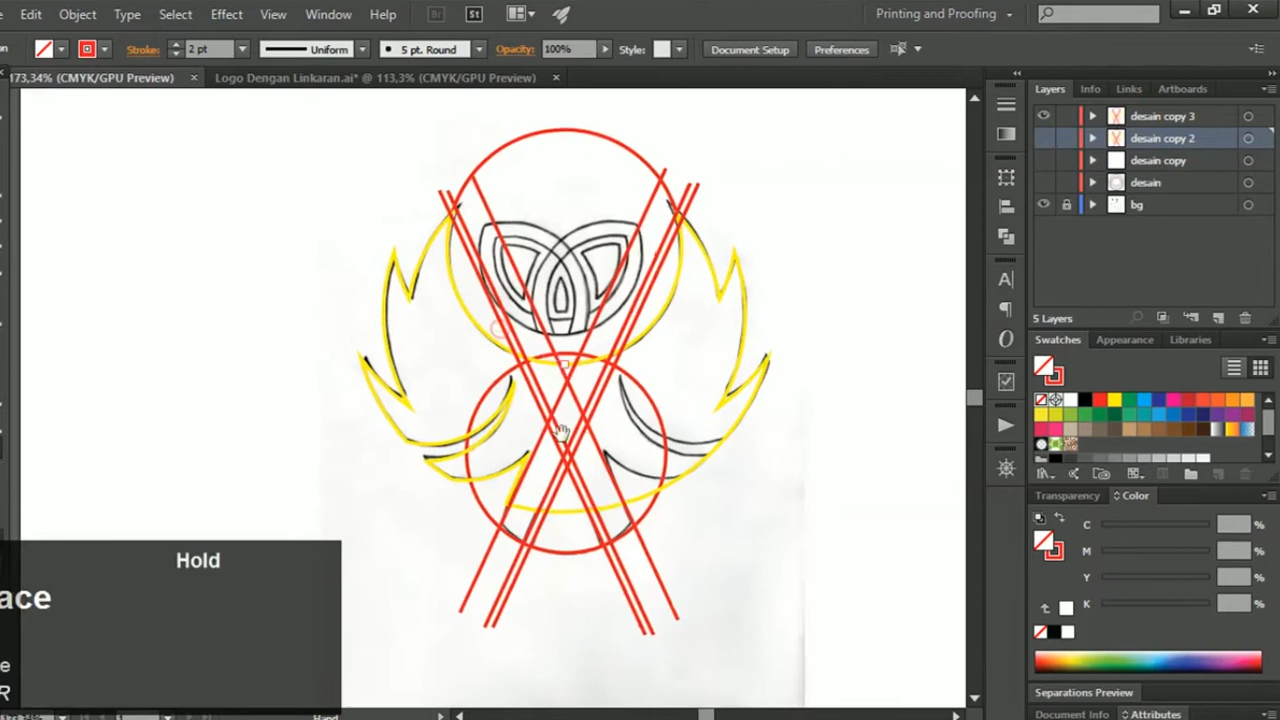 Edit Object Type Select Effect View Window Help Br St Printing and Proofing
Stroke: 2 pt Uniform 5 pt. Round Opacity: 100% Style: Document Setup Preferences
173,34% (CMYK/GPU Preview) × Logo Dengan Linkaran.ai* @ 113,3% (CMYK/GPU Preview) ×
Layers Info Links Artboards
desain copy 3
desain copy 2
desain copy
desain
bg
5 Layers
Swatches Appearance Libraries
Transparency Color
C %
M %
Y %
K %
Separations Preview
Document Info Attributes
Hold
ace
e
R
Hand